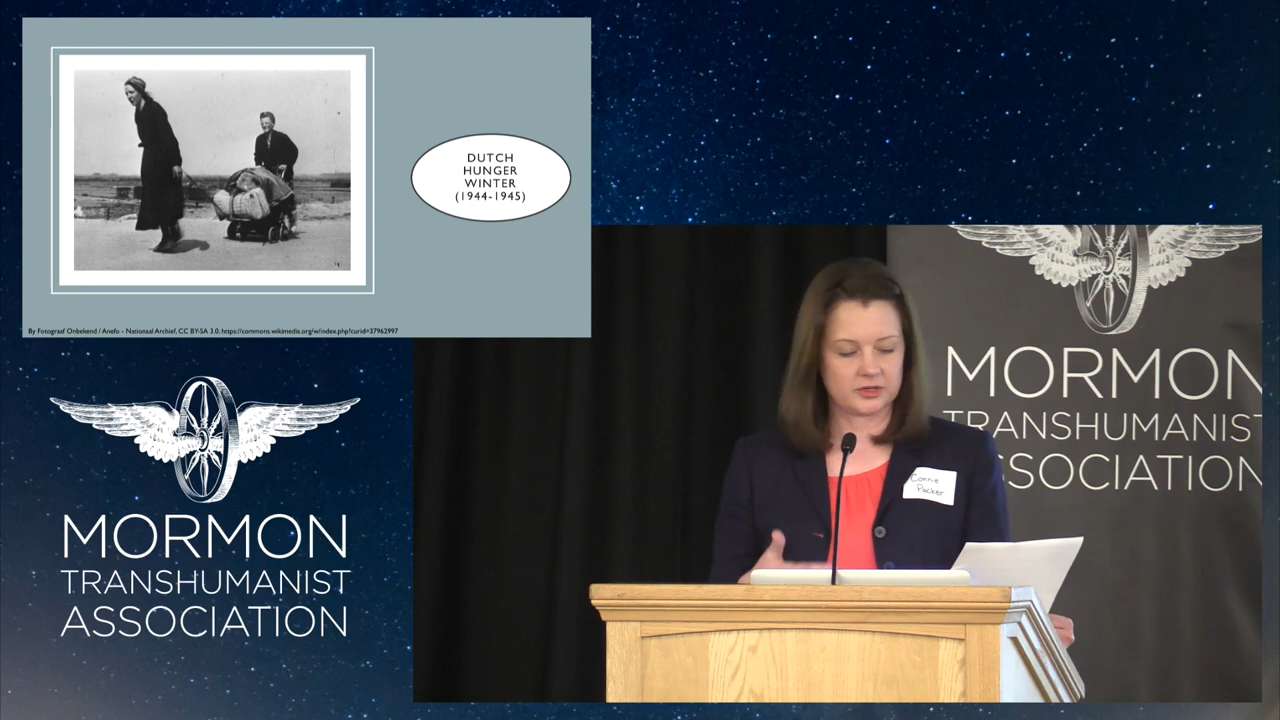 DUTCH
HUNGER
WINTER
(1944-1945)
By Fotograaf Onbekend / Anefo - Nationaal Archief, CC BY-SA 3.0, https://commons.wikimedia.org/w/index.php?curid=37962997
MORMON
TRANSHUMANIST
ASSOCIATION
MORMON
TRANSHUMANIST
SSOCIATION
Connie
Packer